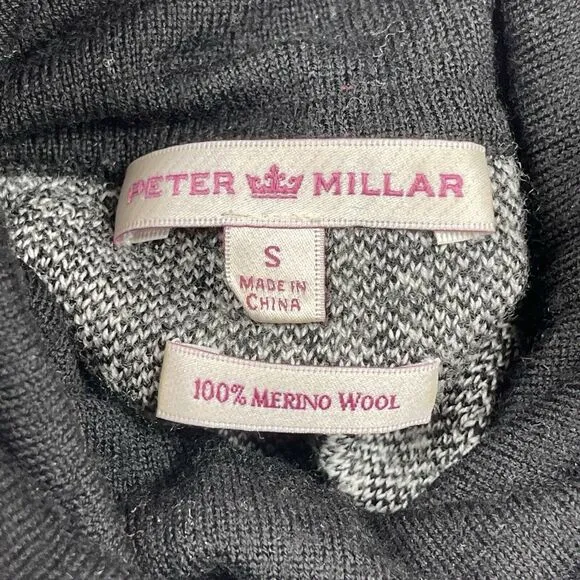 PETER MILLAR
S
MADE IN
CHINA
100% MERINO WOOL